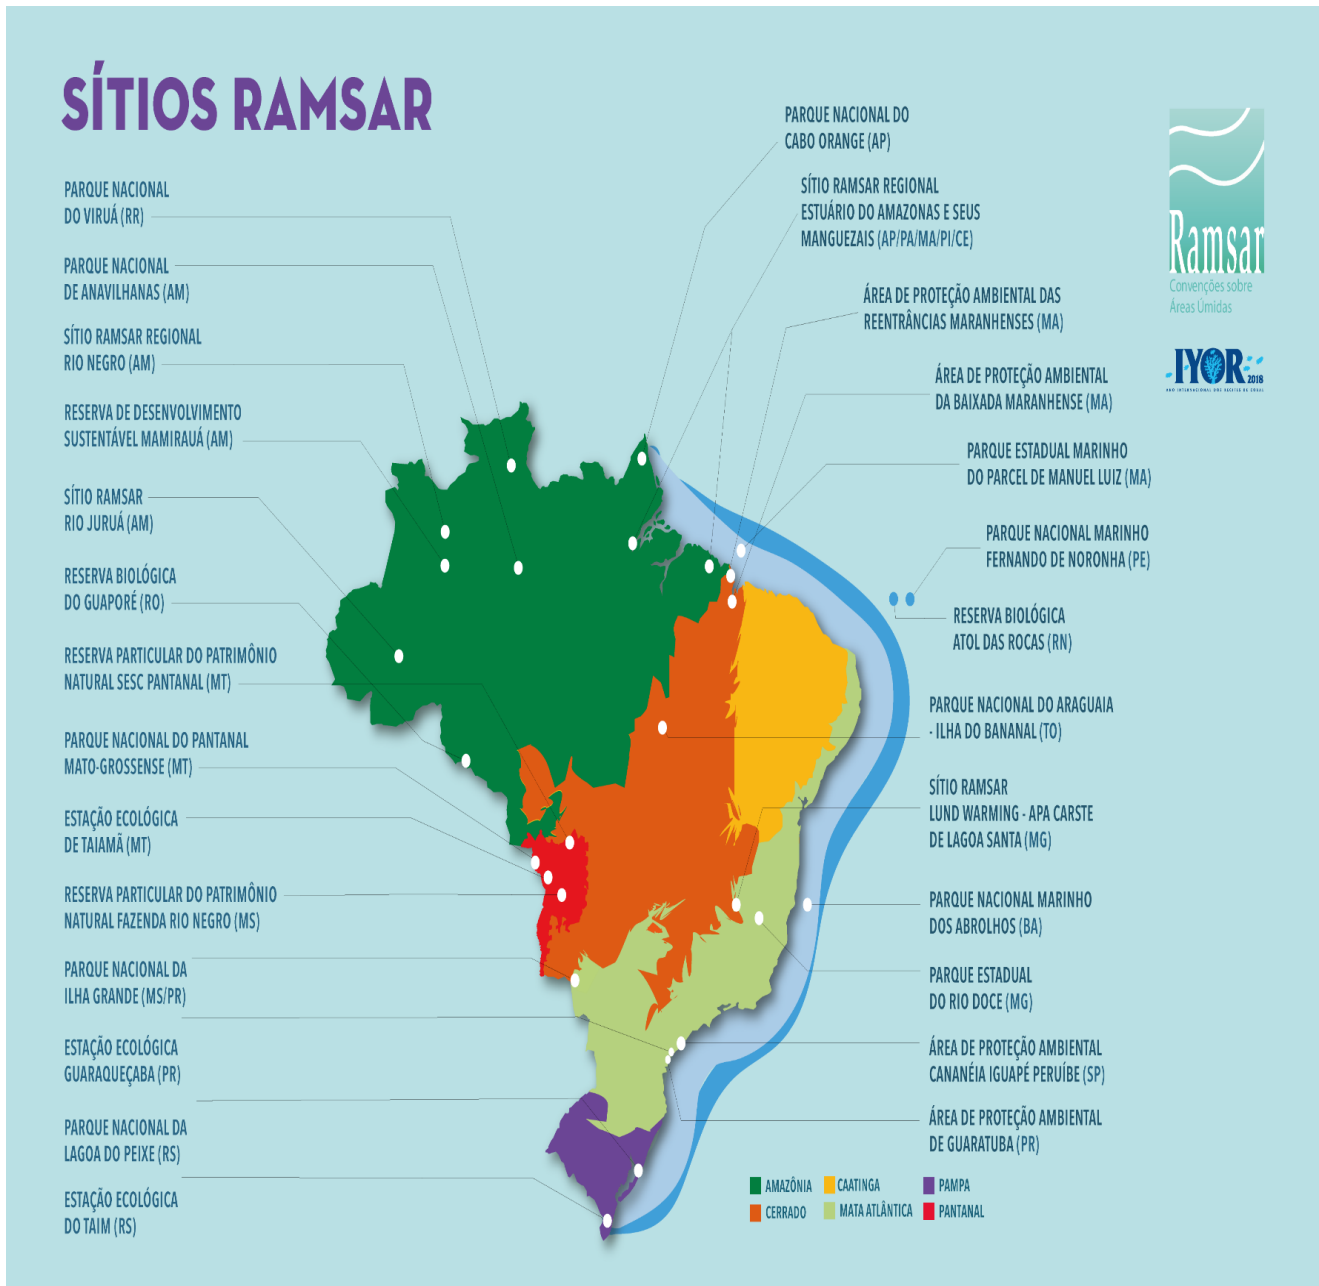 SÍTIOS RAMSAR
PARQUE NACIONAL
DO VIRUÁ (RR)
PARQUE NACIONAL
DE ANAVILHANAS (AM)
SÍTIO RAMSAR REGIONAL
RIO NEGRO (AM)
RESERVA DE DESENVOLVIMENTO
SUSTENTÁVEL MAMIRAUÁ (AM)
SÍTIO RAMSAR
RIO JURUÁ (AM)
RESERVA BIOLÓGICA
DO GUAPORÉ (RO)
RESERVA PARTICULAR DO PATRIMÔNIO
NATURAL SESC PANTANAL (MT)
PARQUE NACIONAL DO PANTANAL
MATO-GROSSENSE (MT)
ESTAÇÃO ECOLÓGICA
DE TAIAMÃ (MT)
RESERVA PARTICULAR DO PATRIMÔNIO
NATURAL FAZENDA RIO NEGRO (MS)
PARQUE NACIONAL DA
ILHA GRANDE (MS/PR)
ESTAÇÃO ECOLÓGICA
GUARAQUEÇABA (PR)
PARQUE NACIONAL DA
LAGOA DO PEIXE (RS)
ESTAÇÃO ECOLÓGICA
DO TAIM (RS)
PARQUE NACIONAL DO
CABO ORANGE (AP)
SÍTIO RAMSAR REGIONAL
ESTUÁRIO DO AMAZONAS E SEUS
MANGUEZAIS (AP/PA/MA/PI/CE)
ÁREA DE PROTEÇÃO AMBIENTAL DAS
REENTRÂNCIAS MARANHENSES (MA)
ÁREA DE PROTEÇÃO AMBIENTAL
DA BAIXADA MARANHENSE (MA)
PARQUE ESTADUAL MARINHO
DO PARCEL DE MANUEL LUIZ (MA)
PARQUE NACIONAL MARINHO
FERNANDO DE NORONHA (PE)
RESERVA BIOLÓGICA
ATOL DAS ROCAS (RN)
PARQUE NACIONAL DO ARAGUAIA
- ILHA DO BANANAL (TO)
SÍTIO RAMSAR
LUND WARMING - APA CARSTE
DE LAGOA SANTA (MG)
PARQUE NACIONAL MARINHO
DOS ABROLHOS (BA)
PARQUE ESTADUAL
DO RIO DOCE (MG)
ÁREA DE PROTEÇÃO AMBIENTAL
CANANÉIA IGUAPÉ PERUÍBE (SP)
ÁREA DE PROTEÇÃO AMBIENTAL
DE GUARATUBA (PR)
AMAZÔNIA
CAATINGA
PAMPA
CERRADO
MATA ATLÂNTICA
PANTANAL
Ramsar
Convenções sobre
Áreas Úmidas
IYOR 2018
ANO INTERNACIONAL DOS RECIFES DE CORAL